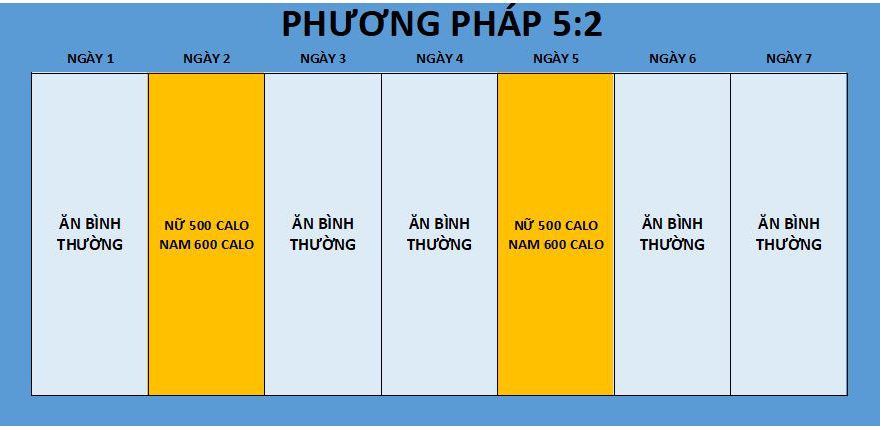 PHƯƠNG PHÁP 5:2
NGÀY 1
NGÀY 2
NGÀY 3
NGÀY 4
NGÀY 5
NGÀY 6
NGÀY 7
ĂN BÌNH
THƯỜNG
NỮ 500 CALO
NAM 600 CALO
ĂN BÌNH
THƯỜNG
ĂN BÌNH
THƯỜNG
NỮ 500 CALO
NAM 600 CALO
ĂN BÌNH
THƯỜNG
ĂN BÌNH
THƯỜNG